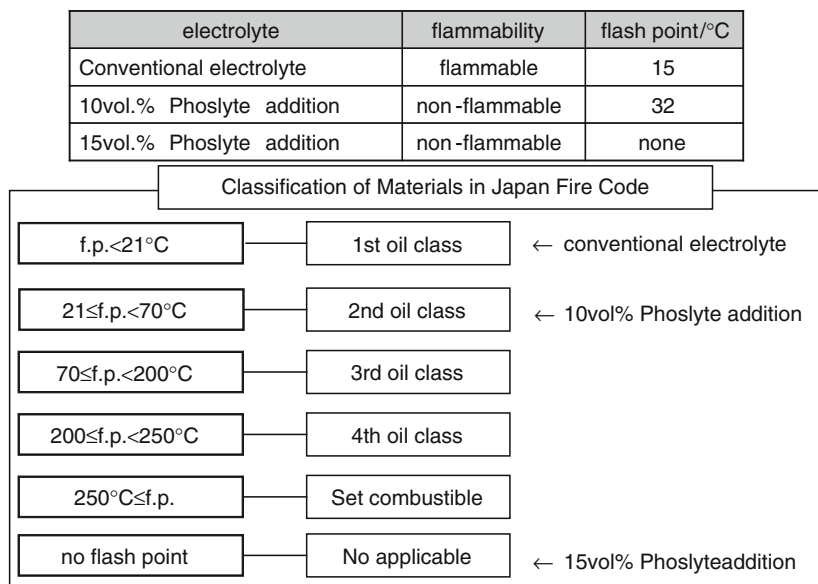 electrolyte flammability flash point/°C
Conventional electrolyte flammable 15
10vol.% Phoslyte addition non-flammable 32
15vol.% Phoslyte addition non-flammable none
Classification of Materials in Japan Fire Code
f.p.<21°C 1st oil class ← conventional electrolyte
21≤f.p.<70°C 2nd oil class ← 10vol% Phoslyte addition
70≤f.p.<200°C 3rd oil class
200≤f.p.<250°C 4th oil class
250°C≤f.p. Set combustible
no flash point No applicable ← 15vol% Phoslyteaddition